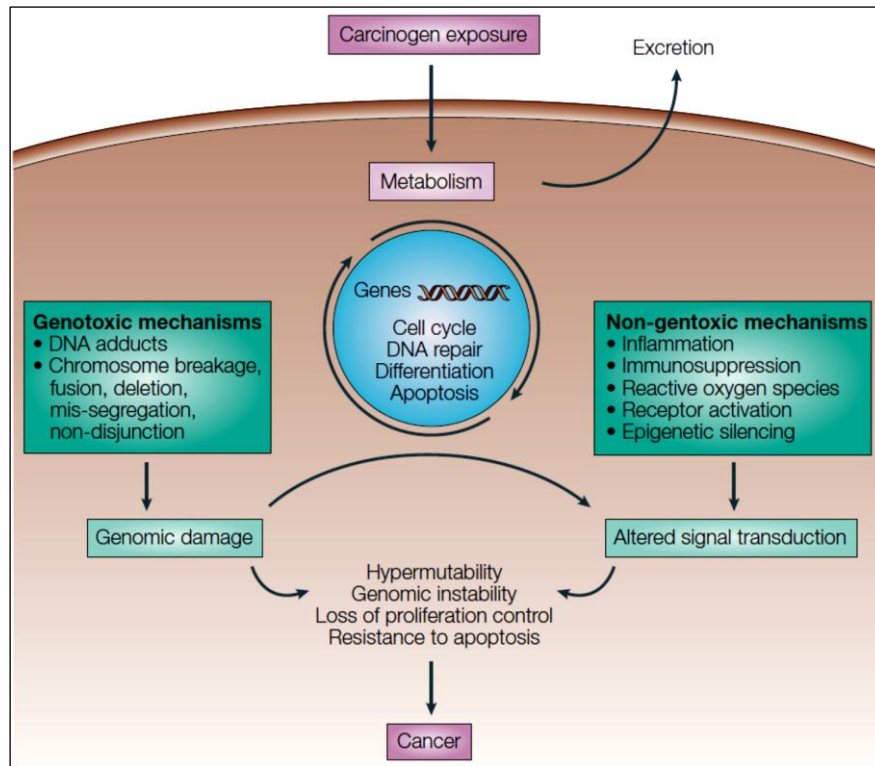 Carcinogen exposure
Excretion
Metabolism
Genes
Cell cycle
DNA repair
Differentiation
Apoptosis
Genotoxic mechanisms
• DNA adducts
• Chromosome breakage,
fusion, deletion,
mis-segregation,
non-disjunction
Non-gentoxic mechanisms
• Inflammation
• Immunosuppression
• Reactive oxygen species
• Receptor activation
• Epigenetic silencing
Genomic damage
Altered signal transduction
Hypermutability
Genomic instability
Loss of proliferation control
Resistance to apoptosis
Cancer